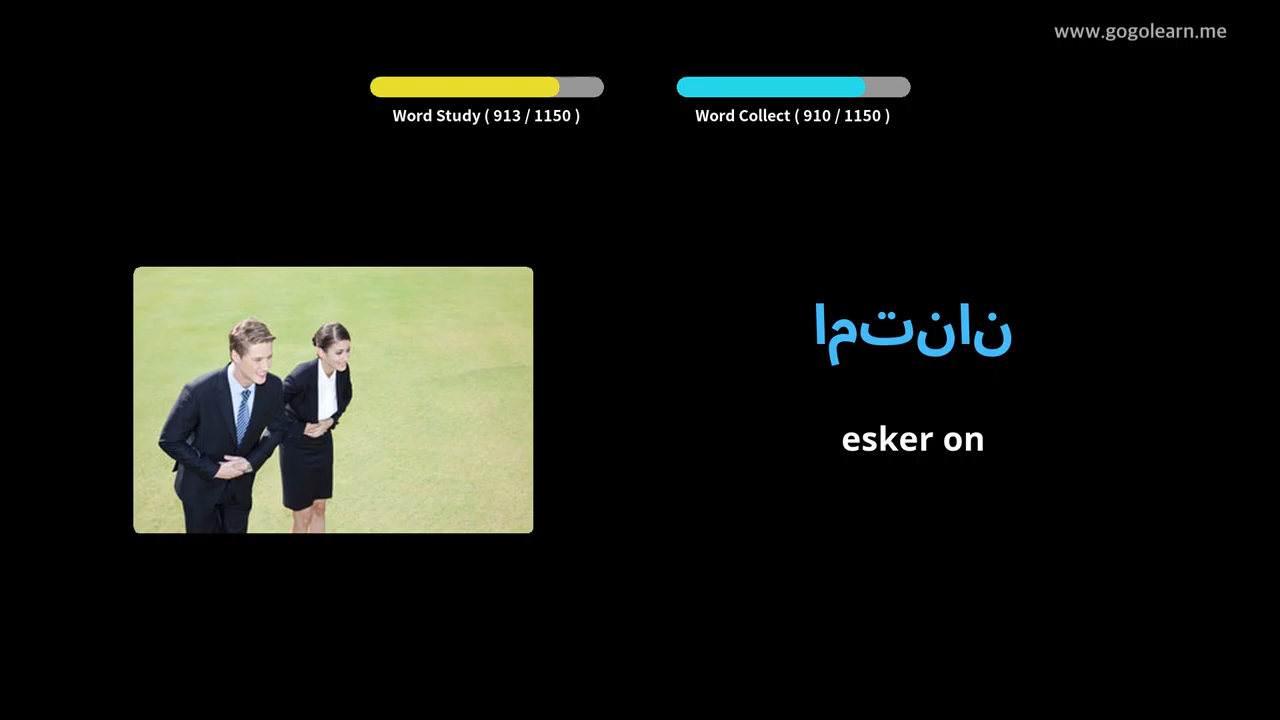 www.gogolearn.me
Word Study ( 913 / 1150 )
Word Collect ( 910 / 1150 )
امتنان
esker on